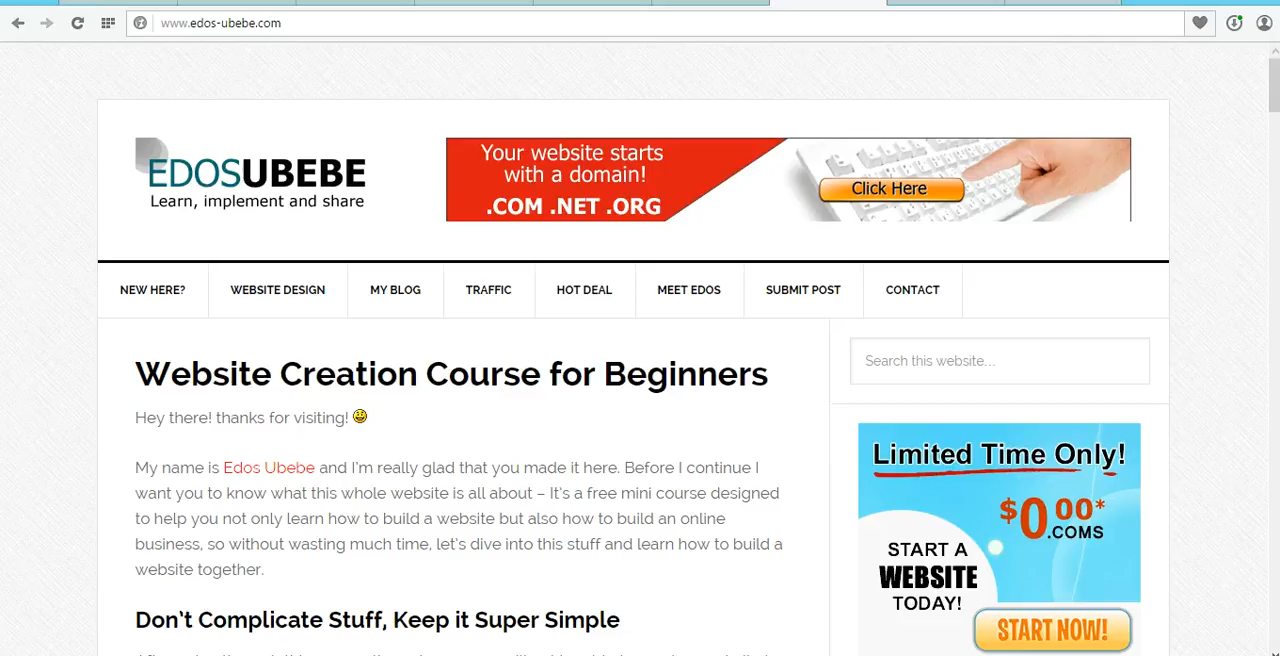 www.edos-ubebe.com
EDOSUBEBE
Learn, implement and share
Your website starts
with a domain!
.COM .NET .ORG
Click Here
NEW HERE?
WEBSITE DESIGN
MY BLOG
TRAFFIC
HOT DEAL
MEET EDOS
SUBMIT POST
CONTACT
Website Creation Course for Beginners
Hey there! thanks for visiting!
My name is Edos Ubebe and I'm really glad that you made it here. Before I continue I
want you to know what this whole website is all about – It's a free mini course designed
to help you not only learn how to build a website but also how to build an online
business, so without wasting much time, let's dive into this stuff and learn how to build a
website together.
Don't Complicate Stuff, Keep it Super Simple
Search this website...
Limited Time Only!
$0.00*
.COMS
START A
WEBSITE
TODAY!
START NOW!